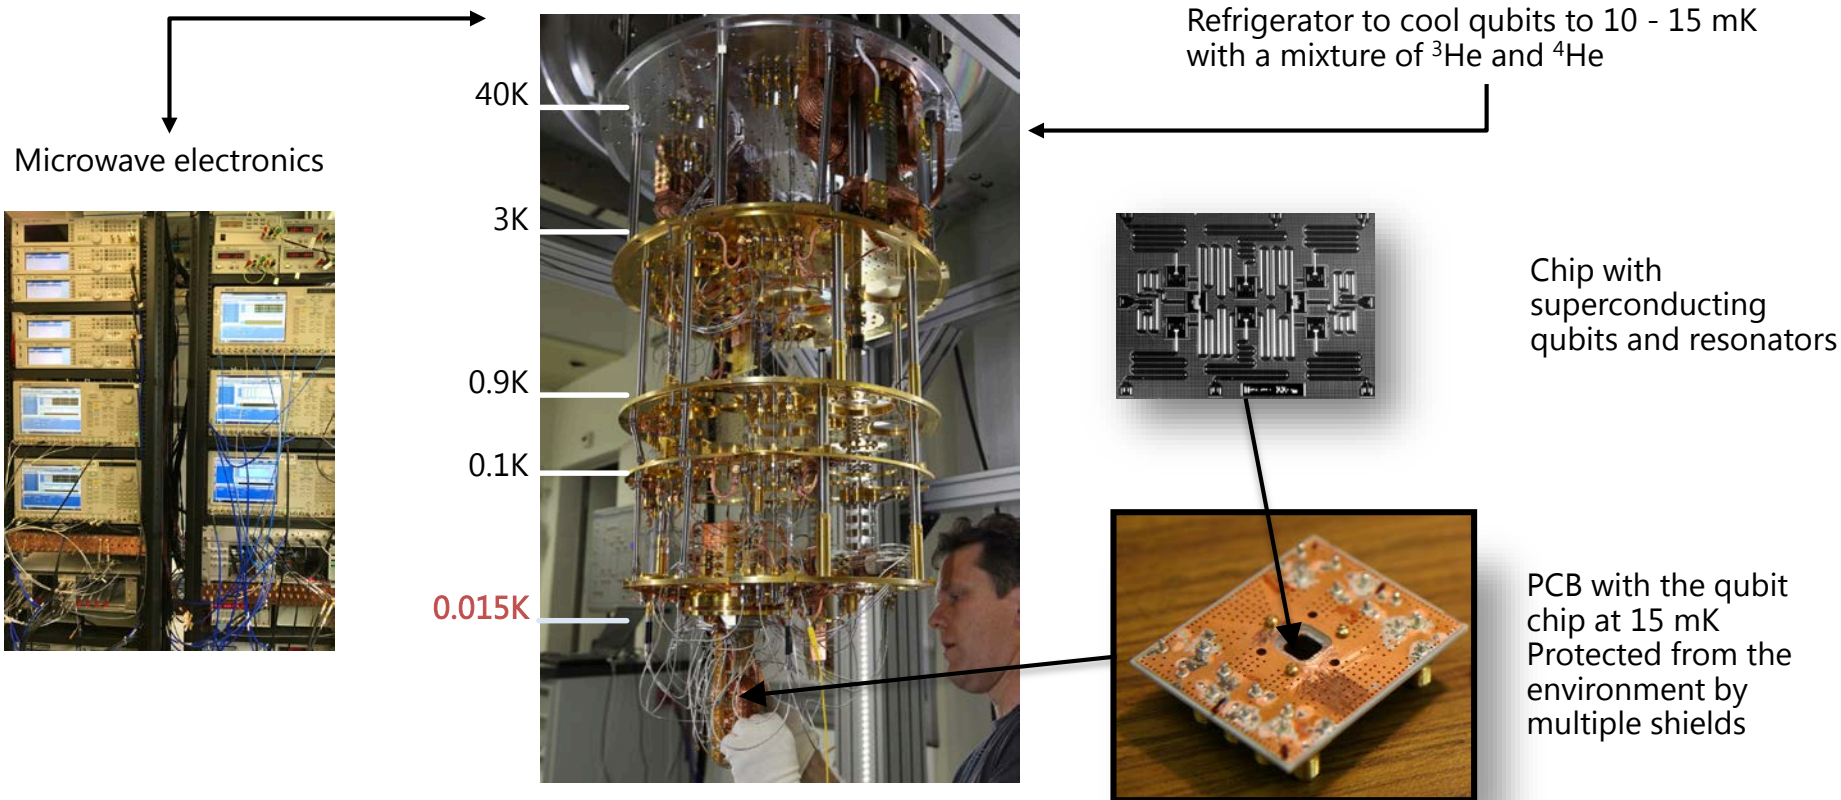 Refrigerator to cool qubits to 10 - 15 mK
with a mixture of ³He and ⁴He
40K
Microwave electronics
3K
Chip with
superconducting
qubits and resonators
0.9K
0.1K
0.015K
PCB with the qubit
chip at 15 mK
Protected from the
environment by
multiple shields